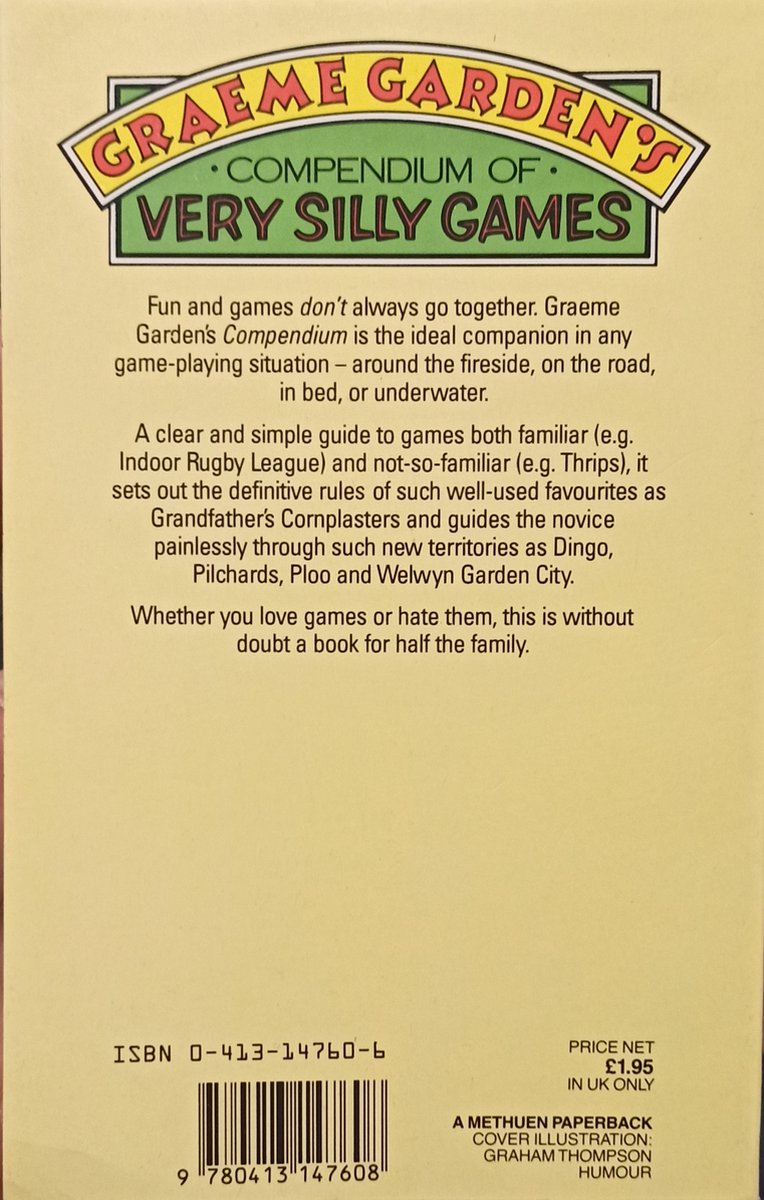 GRAEME GARDEN'S
• COMPENDIUM OF •
VERY SILLY GAMES
Fun and games don't always go together. Graeme
Garden's Compendium is the ideal companion in any
game-playing situation – around the fireside, on the road,
in bed, or underwater.
A clear and simple guide to games both familiar (e.g.
Indoor Rugby League) and not-so-familiar (e.g. Thrips), it
sets out the definitive rules of such well-used favourites as
Grandfather's Cornplasters and guides the novice
painlessly through such new territories as Dingo,
Pilchards, Ploo and Welwyn Garden City.
Whether you love games or hate them, this is without
doubt a book for half the family.
ISBN 0-413-14760-6
9 780413 147608
PRICE NET
£1.95
IN UK ONLY
A METHUEN PAPERBACK
COVER ILLUSTRATION:
GRAHAM THOMPSON
HUMOUR